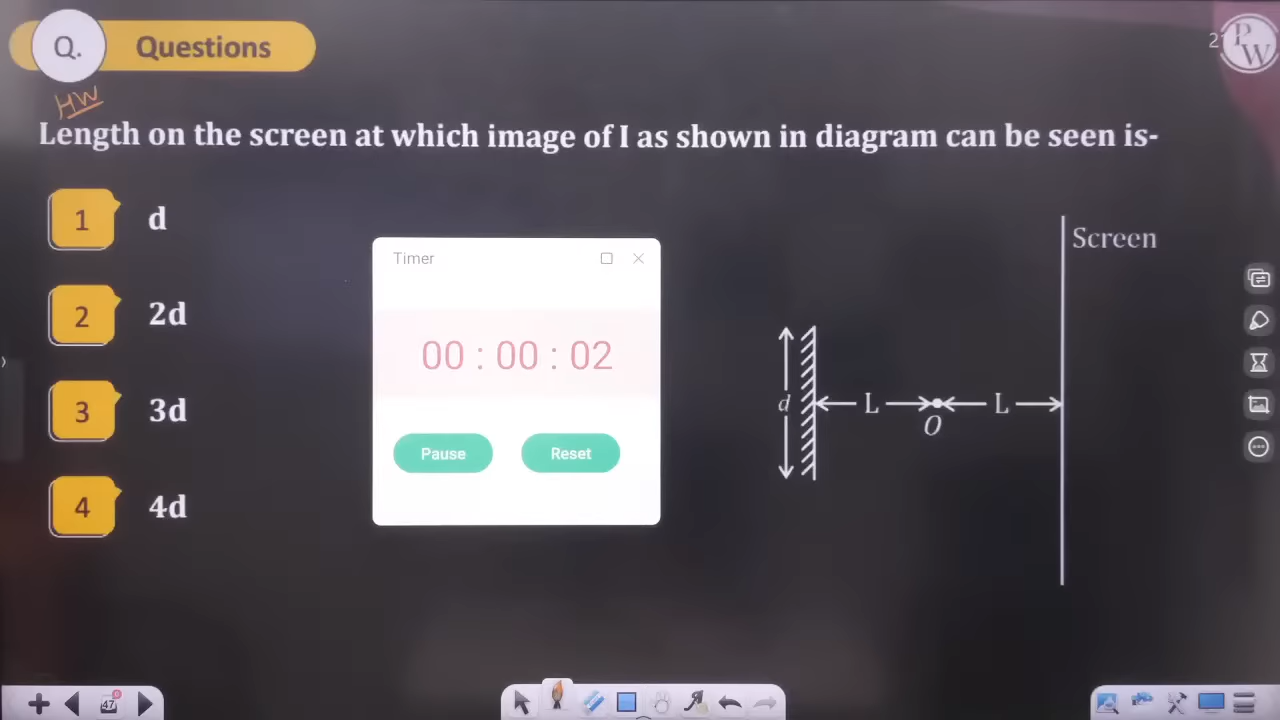 Q. Questions
HW
Length on the screen at which image of I as shown in diagram can be seen is-
1 d
2 2d
3 3d
4 4d
Timer
00 : 00 : 02
Pause Reset
Screen
d
L
L
O
PW
47